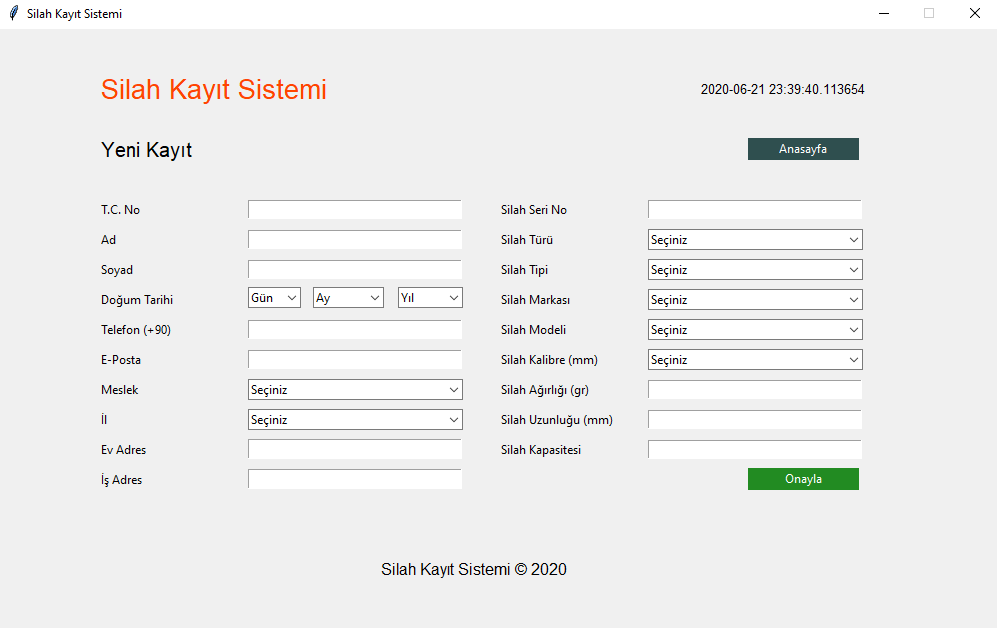 Silah Kayıt Sistemi
Silah Kayıt Sistemi 2020-06-21 23:39:40.113654
Yeni Kayıt Anasayfa
T.C. No Silah Seri No
Ad Silah Türü Seçiniz
Soyad Silah Tipi Seçiniz
Doğum Tarihi Gün Ay Yıl Silah Markası Seçiniz
Telefon (+90) Silah Modeli Seçiniz
E-Posta Silah Kalibre (mm) Seçiniz
Meslek Seçiniz Silah Ağırlığı (gr)
İl Seçiniz Silah Uzunluğu (mm)
Ev Adres Silah Kapasitesi
İş Adres Onayla
Silah Kayıt Sistemi © 2020